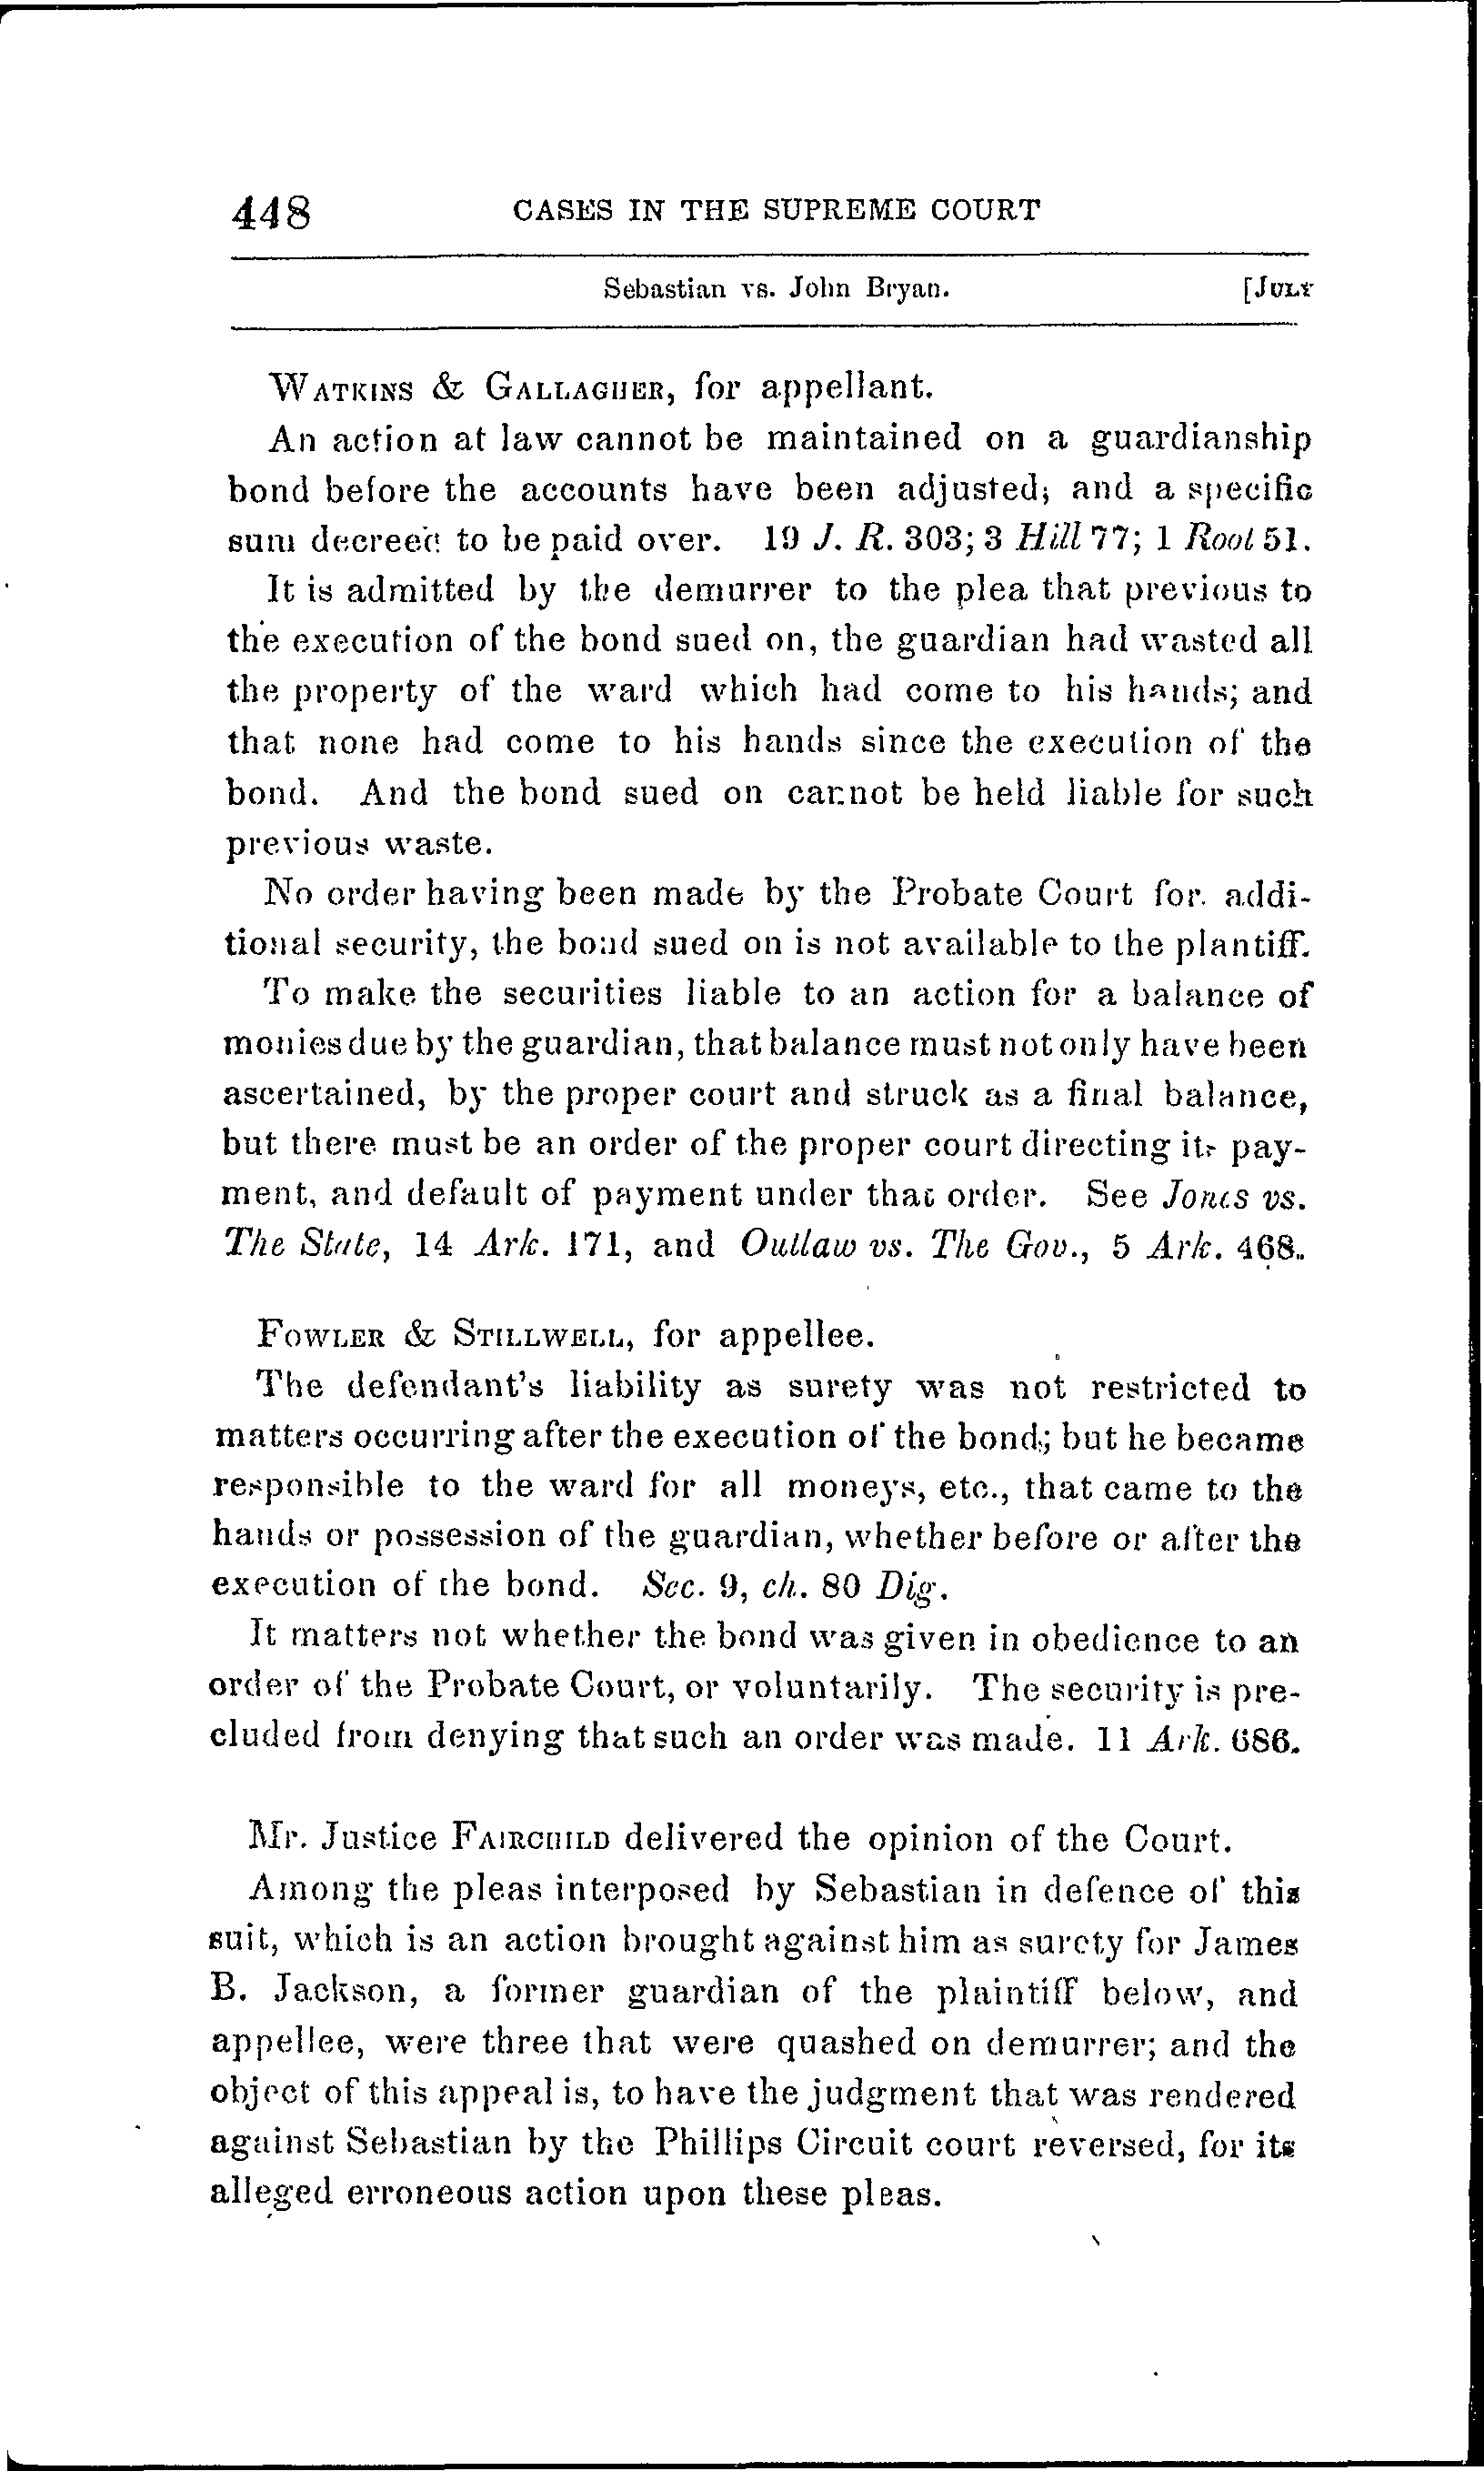 448 CASES IN THE SUPREME COURT
Sebastian vs. John Bryan. [JULY
WATKINS & GALLAGHER, for appellant.
An action at law cannot be maintained on a guardianship
bond before the accounts have been adjusted; and a specific
sum decreed to be paid over. 19 J. R. 303; 3 Hill 77; 1 Root 51.
It is admitted by the demurrer to the plea that previous to
the execution of the bond sued on, the guardian had wasted all
the property of the ward which had come to his hands; and
that none had come to his hands since the execution of the
bond. And the bond sued on cannot be held liable for such
previous waste.
No order having been made by the Probate Court for addi-
tional security, the bond sued on is not available to the plantiff.
To make the securities liable to an action for a balance of
monies due by the guardian, that balance must not only have been
ascertained, by the proper court and struck as a final balance,
but there must be an order of the proper court directing its pay-
ment, and default of payment under that order. See Jones vs.
The State, 14 Ark. 171, and Outlaw vs. The Gov., 5 Ark. 468.
FOWLER & STILLWELL, for appellee.
The defendant's liability as surety was not restricted to
matters occurring after the execution of the bond; but he became
responsible to the ward for all moneys, etc., that came to the
hands or possession of the guardian, whether before or after the
execution of the bond. Sec. 9, ch. 80 Dig.
It matters not whether the bond was given in obedience to an
order of the Probate Court, or voluntarily. The security is pre-
cluded from denying that such an order was made. 11 Ark. 686.
Mr. Justice FAIRCHILD delivered the opinion of the Court.
Among the pleas interposed by Sebastian in defence of this
suit, which is an action brought against him as surety for James
B. Jackson, a former guardian of the plaintiff below, and
appellee, were three that were quashed on demurrer; and the
object of this appeal is, to have the judgment that was rendered
against Sebastian by the Phillips Circuit court reversed, for its
alleged erroneous action upon these pleas.